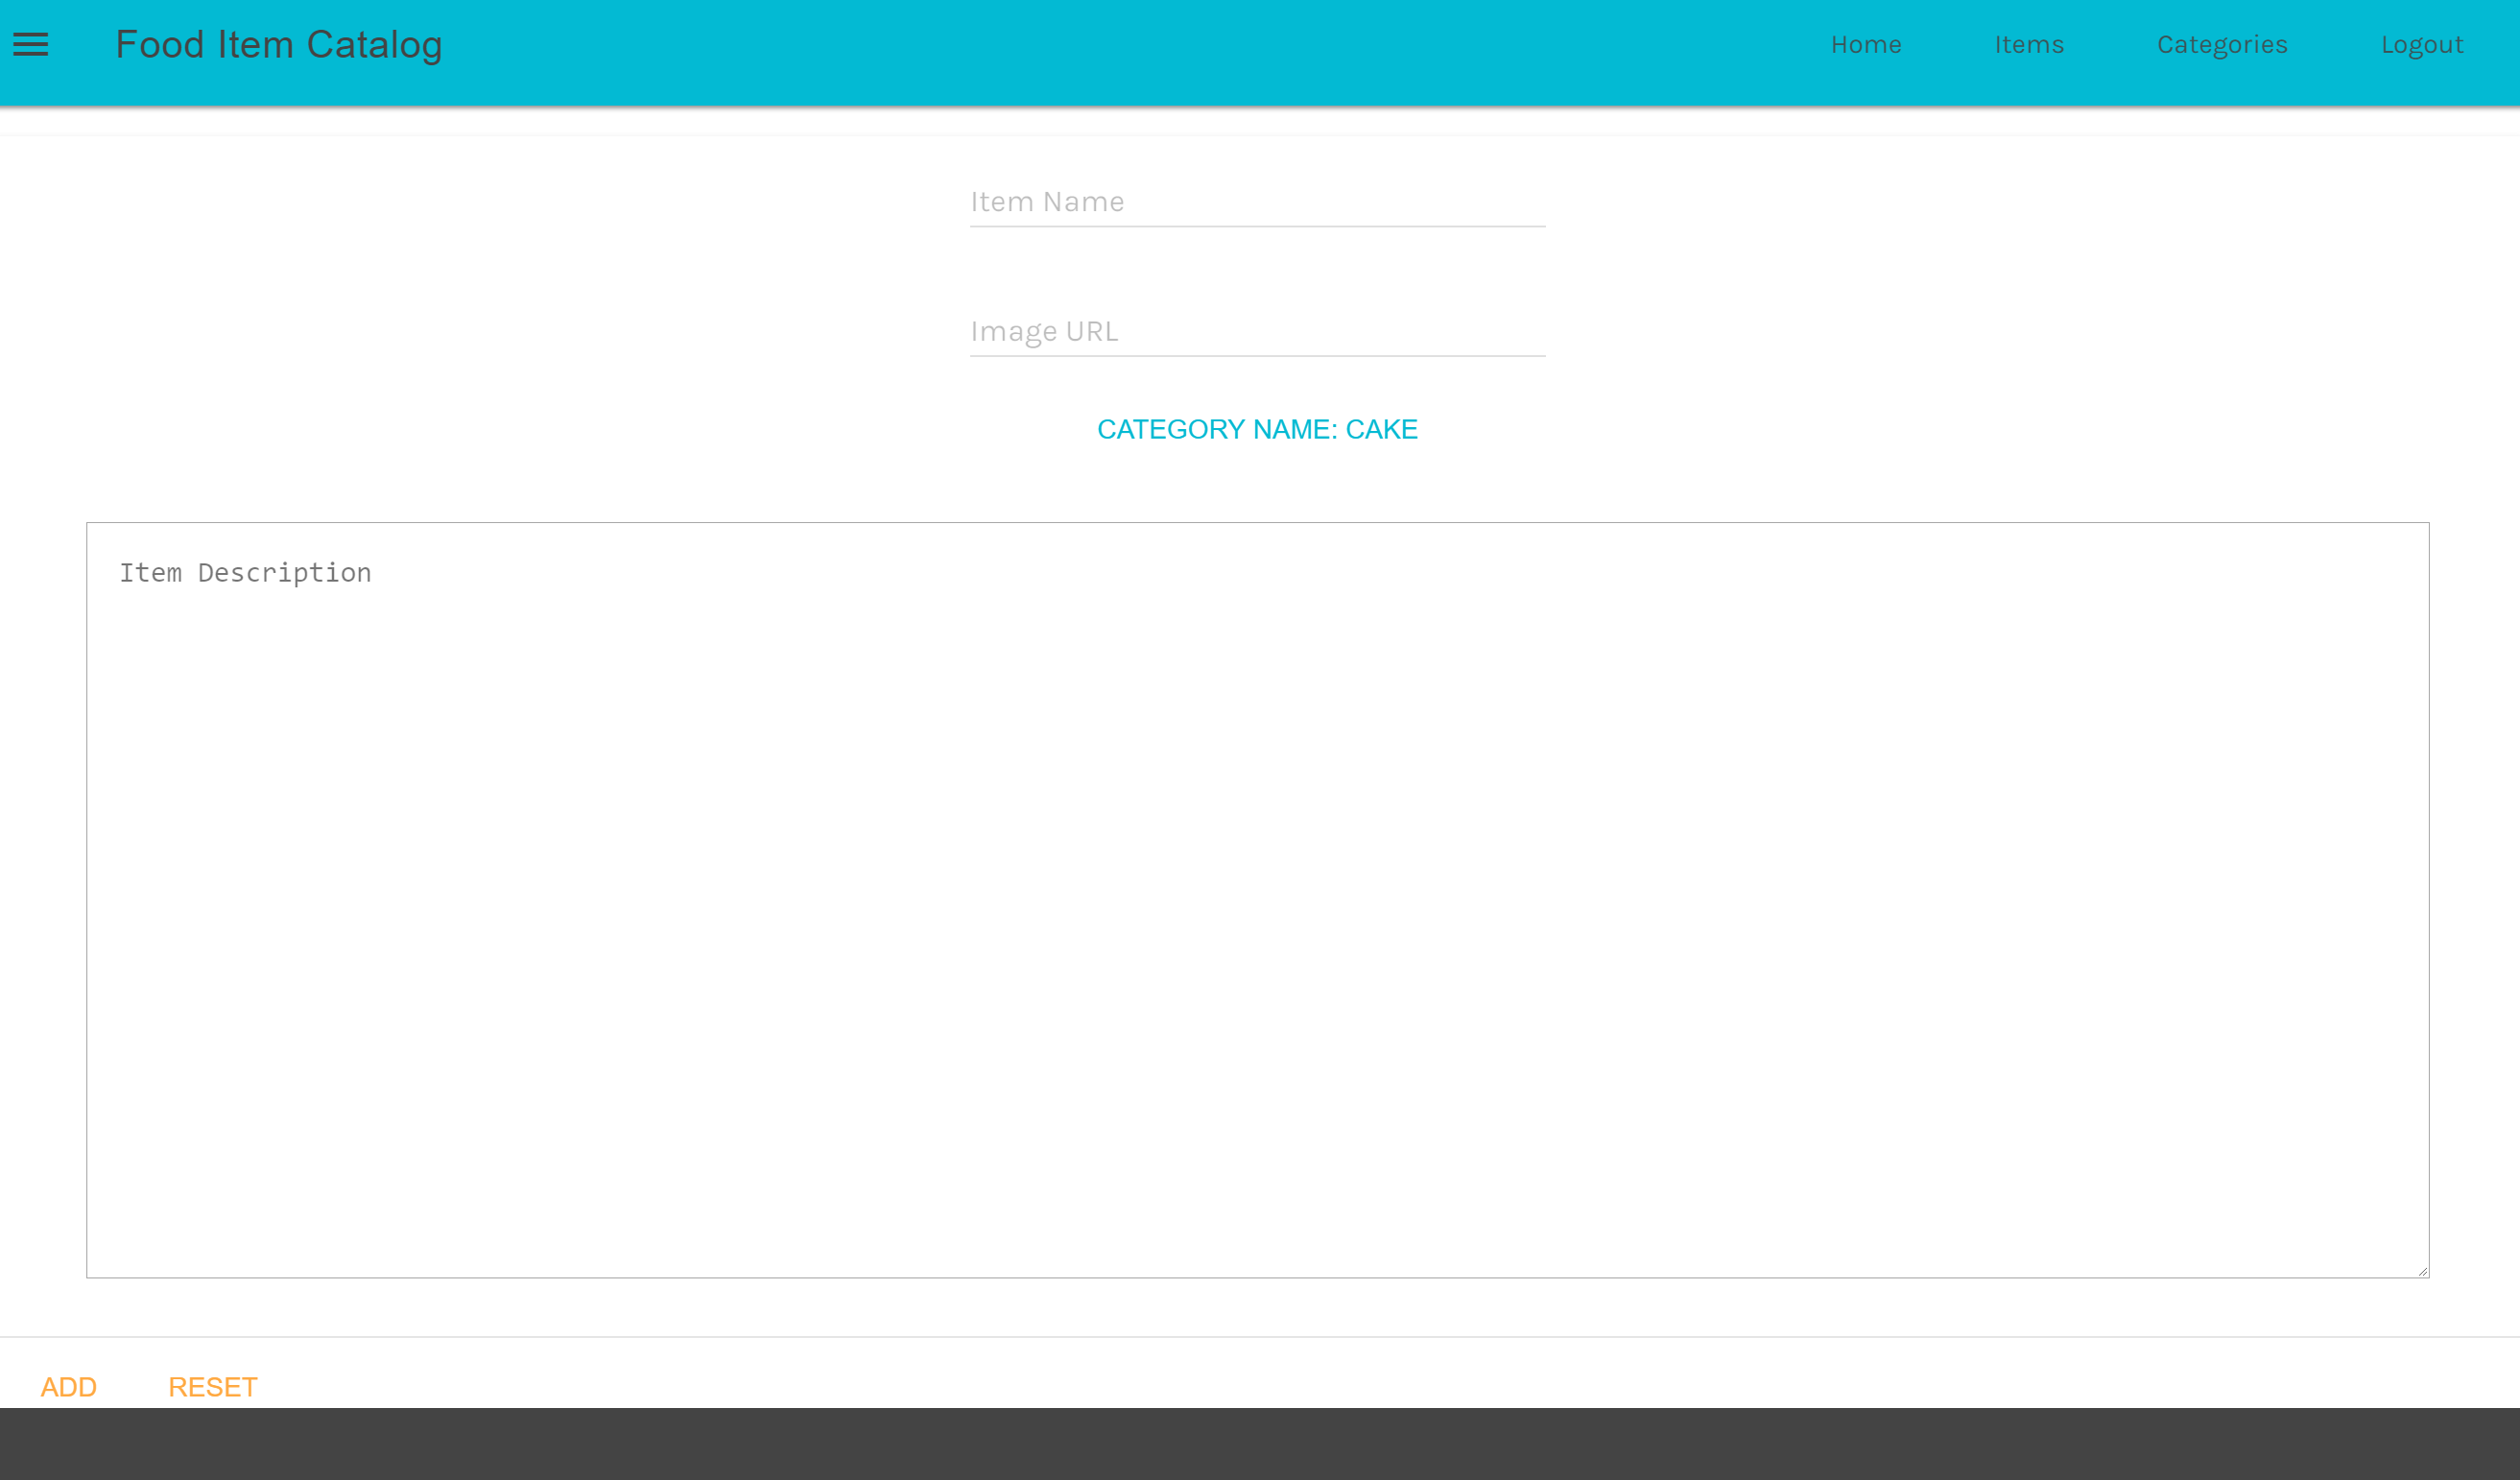 Food Item Catalog
Home Items Categories Logout
Item Name
Image URL
CATEGORY NAME: CAKE
Item Description
ADD RESET